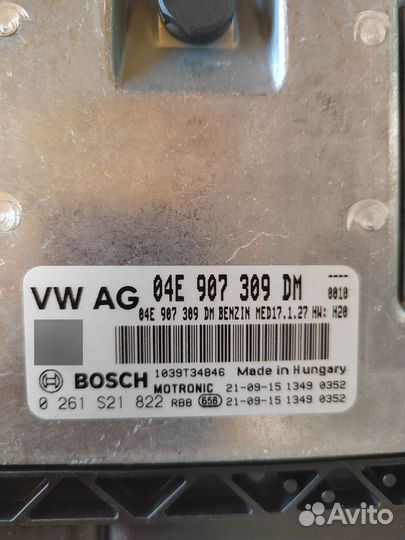 VW AG 04E 907 309 DM ----
0010
04E 907 309 DM BENZIN MED17.1.27 HW: H20
BOSCH 1039T34846 Made in Hungary
MOTRONIC 21-09-15 1349 0352
0 261 S21 822 RB8 658 21-09-15 1349 0352
Avito